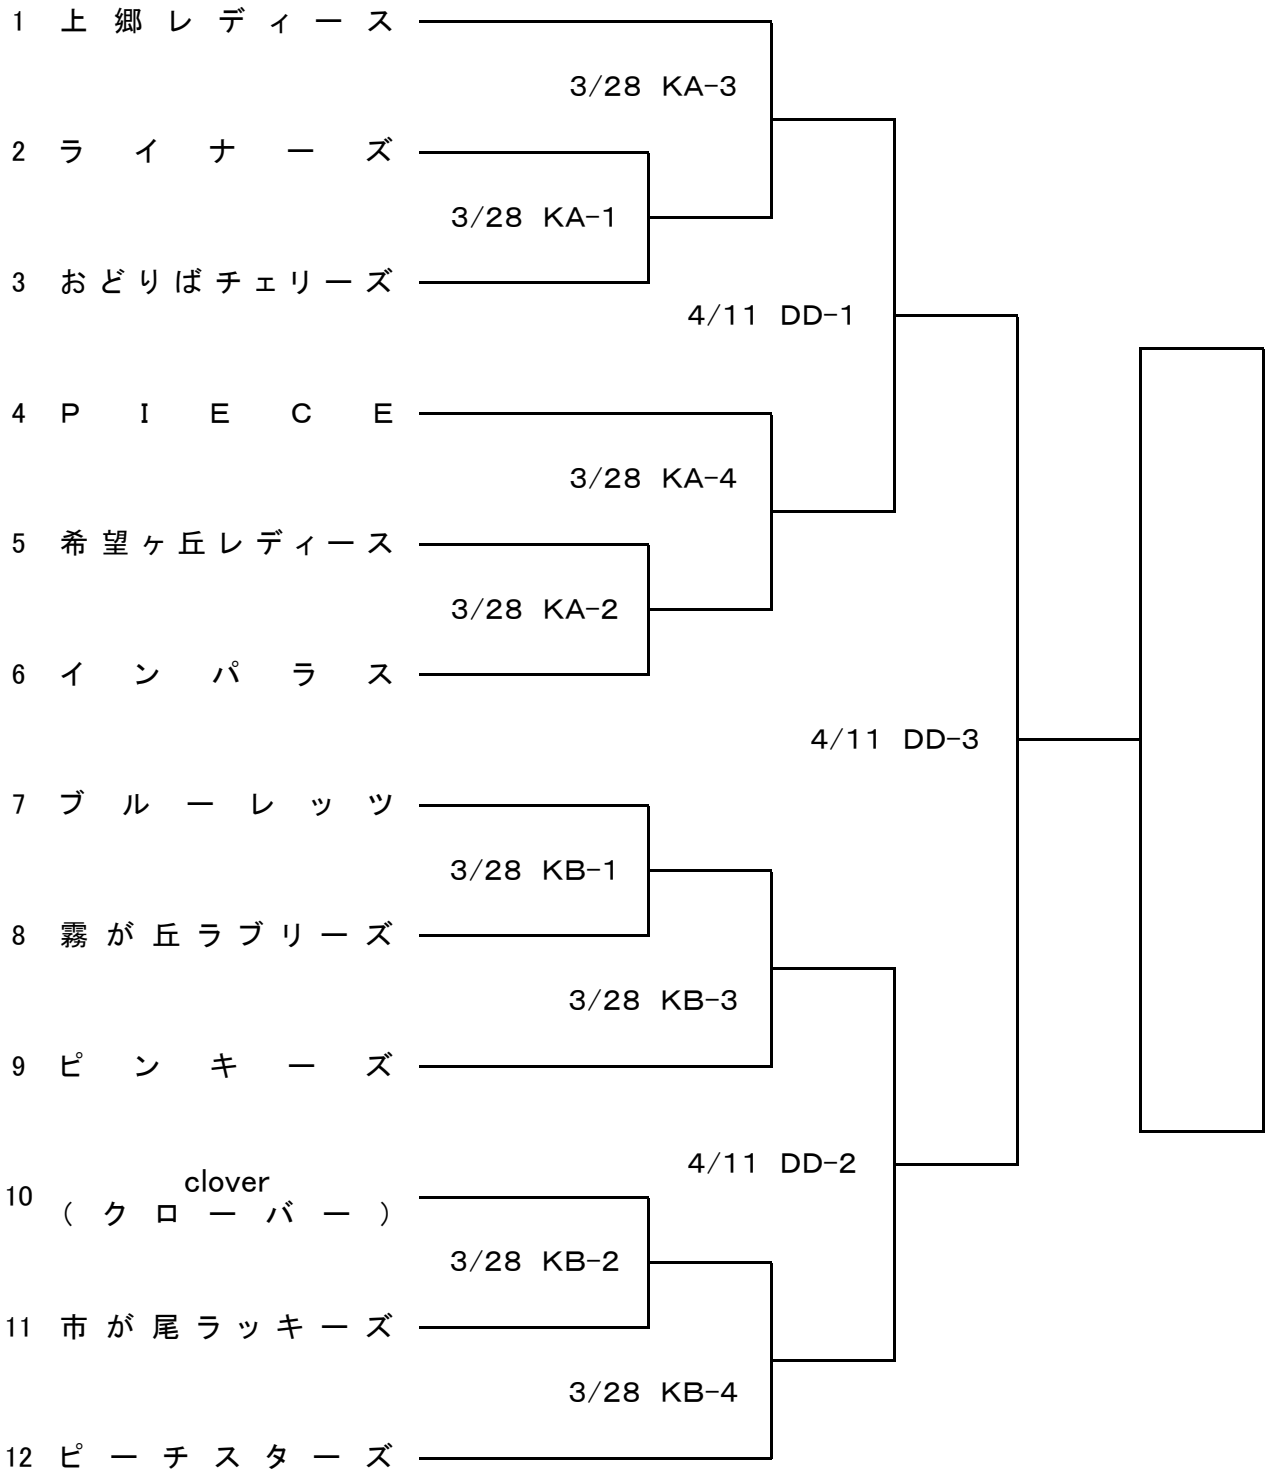 1 上郷レディース
3/28 KA-3
2 ライナーズ
3/28 KA-1
3 おどりばチェリーズ
4/11 DD-1
4 PIECE
3/28 KA-4
5 希望ヶ丘レディース
3/28 KA-2
6 インパラス
4/11 DD-3
7 ブルーレッツ
3/28 KB-1
8 霧が丘ラブリーズ
3/28 KB-3
9 ピンキーズ
4/11 DD-2
10 clover
(クローバー)
3/28 KB-2
11 市が尾ラッキーズ
3/28 KB-4
12 ピーチスターズ